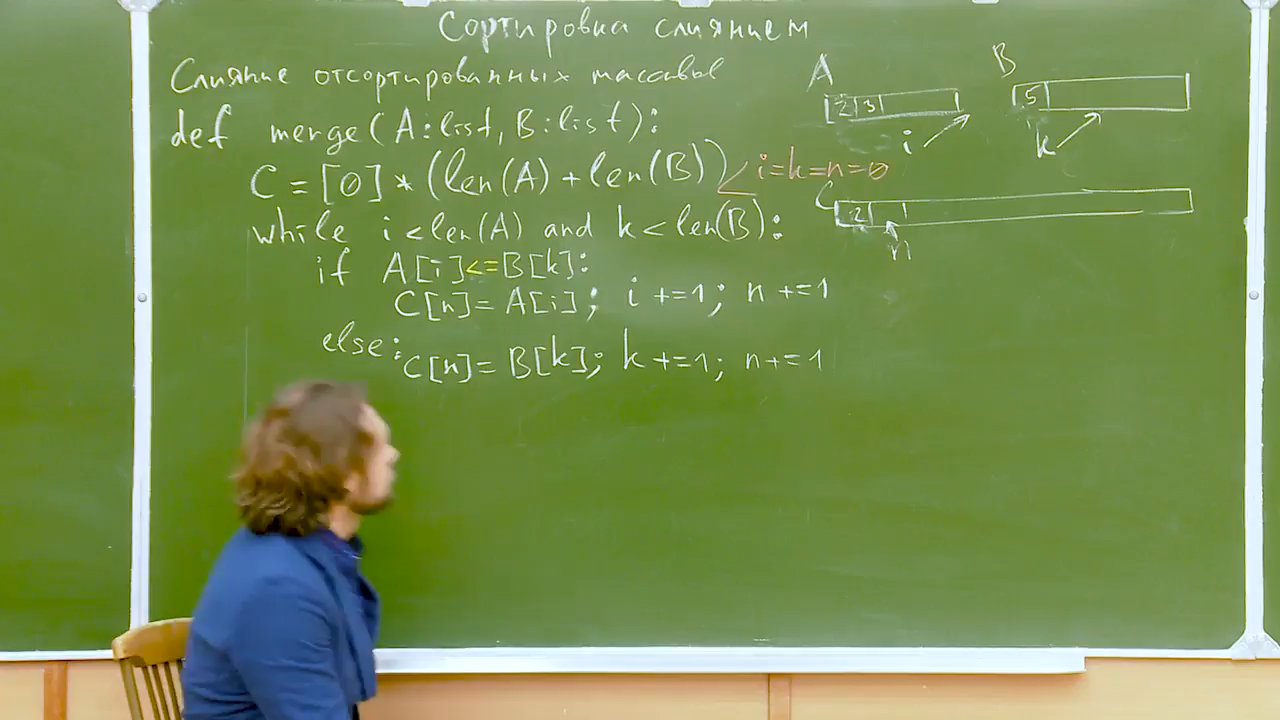 Сортировка слиянием
Слияние отсортированных массивов
def merge(A:list, B:list):
C = [0] * (len(A) + len(B))
i=k=n=0
while i<len(A) and k<len(B):
if A[i]<=B[k]:
C[n]=A[i]; i+=1; n+=1
else:
C[n]=B[k]; k+=1; n+=1
A
2 3
i
B
5
k
C
2
n